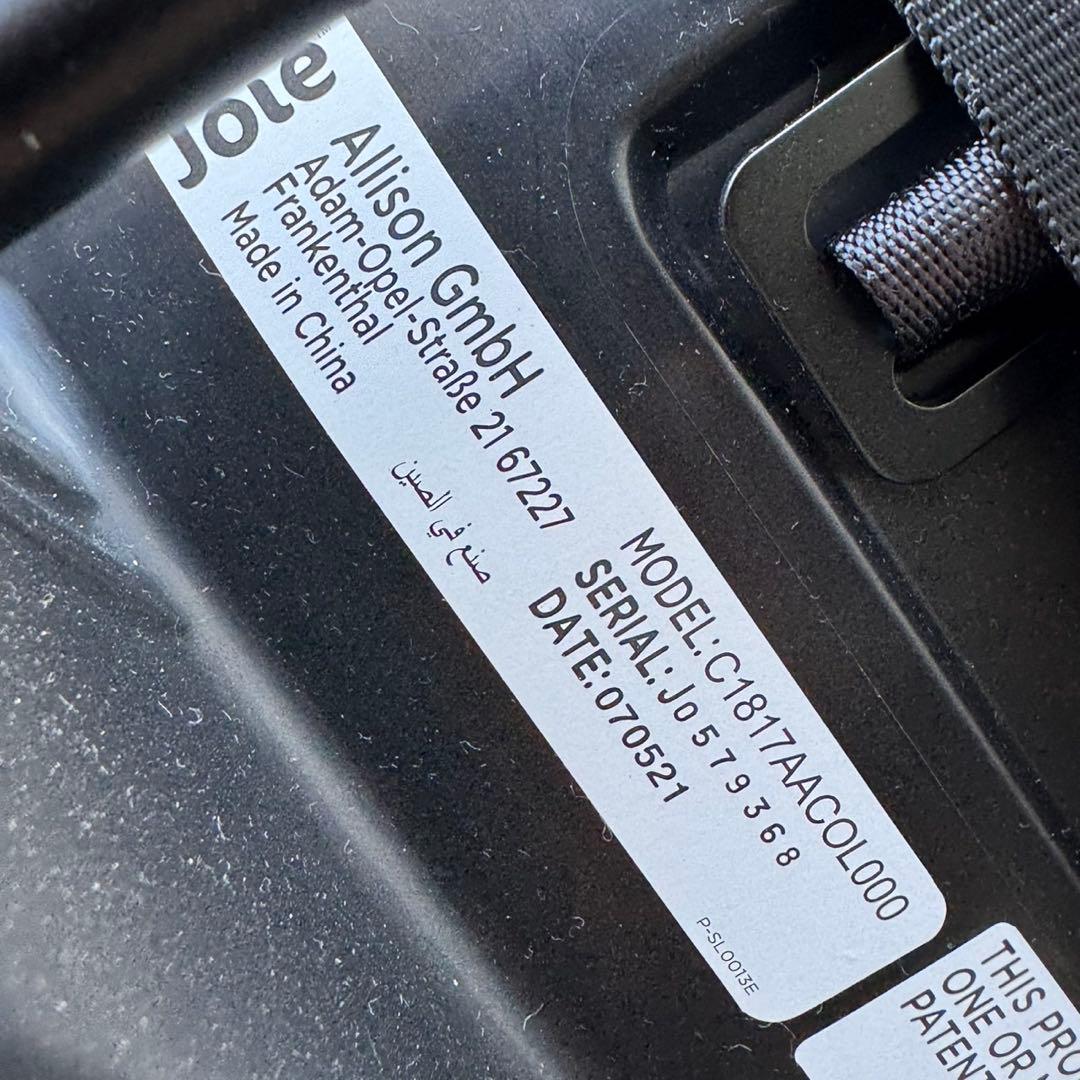 Joie™
Allison GmbH
Adam-Opel-Straße 21 67227
Frankenthal
Made in China
صنع في الصين
MODEL: C1817AACOL000
SERIAL: J0579368
DATE: 070521
P-SL0013E
THIS PRO
ONE OR
PATEN